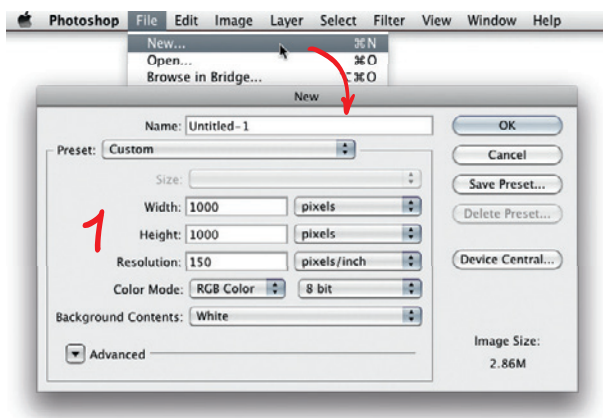 Photoshop File Edit Image Layer Select Filter View Window Help
New... ⌘N
Open... ⌘O
Browse in Bridge... ⌘O
New
Name: Untitled-1
OK
Preset: Custom
Cancel
Size:
Save Preset...
Width: 1000 pixels
Delete Preset...
Height: 1000 pixels
1
Resolution: 150 pixels/inch
Device Central...
Color Mode: RGB Color 8 bit
Background Contents: White
Advanced
Image Size:
2.86M